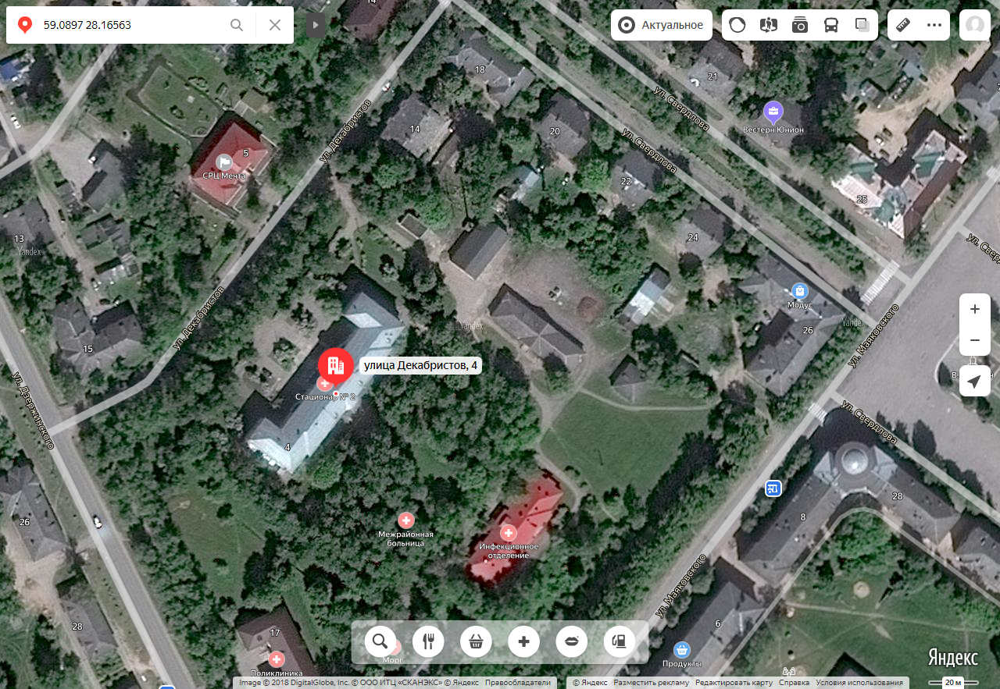 59.0897 28.16563
Актуальное
14
18
21
ул. Свердлова
ул. Декабристов
14
20
Вестерн Юнион
ул. Свердлова
5
СРЦ Мечта
22
25
13
Yandex
24
ул. Декабристов
Модус
Yandex
Yandex
26
ул. Маяковского
15
улица Декабристов, 4
Стационар № 2
ул. Дзержинского
ул. Свердлова
4
26
28
8
Межрайонная
больница
Инфекционное
отделение
ул. Маяковского
28
17
6
Поликлиника
Морг
Продукты
Яндекс
Image © 2018 DigitalGlobe, Inc. © ООО ИТЦ «СКАНЭКС» © Яндекс Правообладатели
© Яндекс Разместить рекламу Редактировать карту Справка Условия использования
20 м